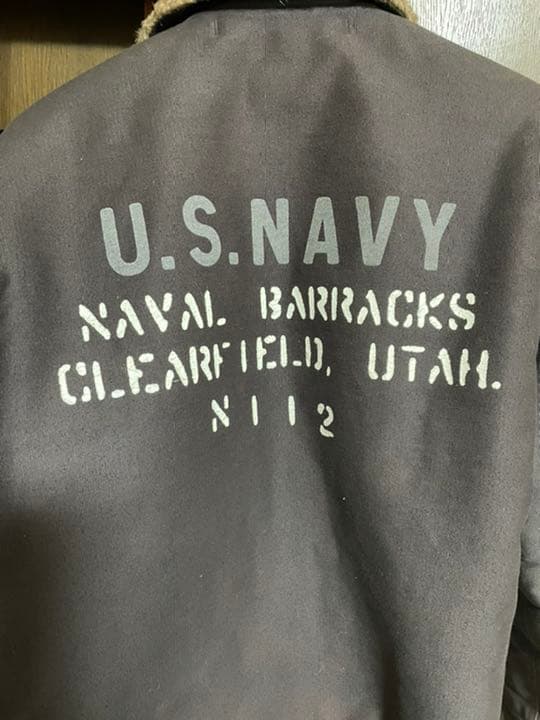 U.S.NAVY
NAVAL BARRACKS
CLEARFIELD, UTAH.
N112